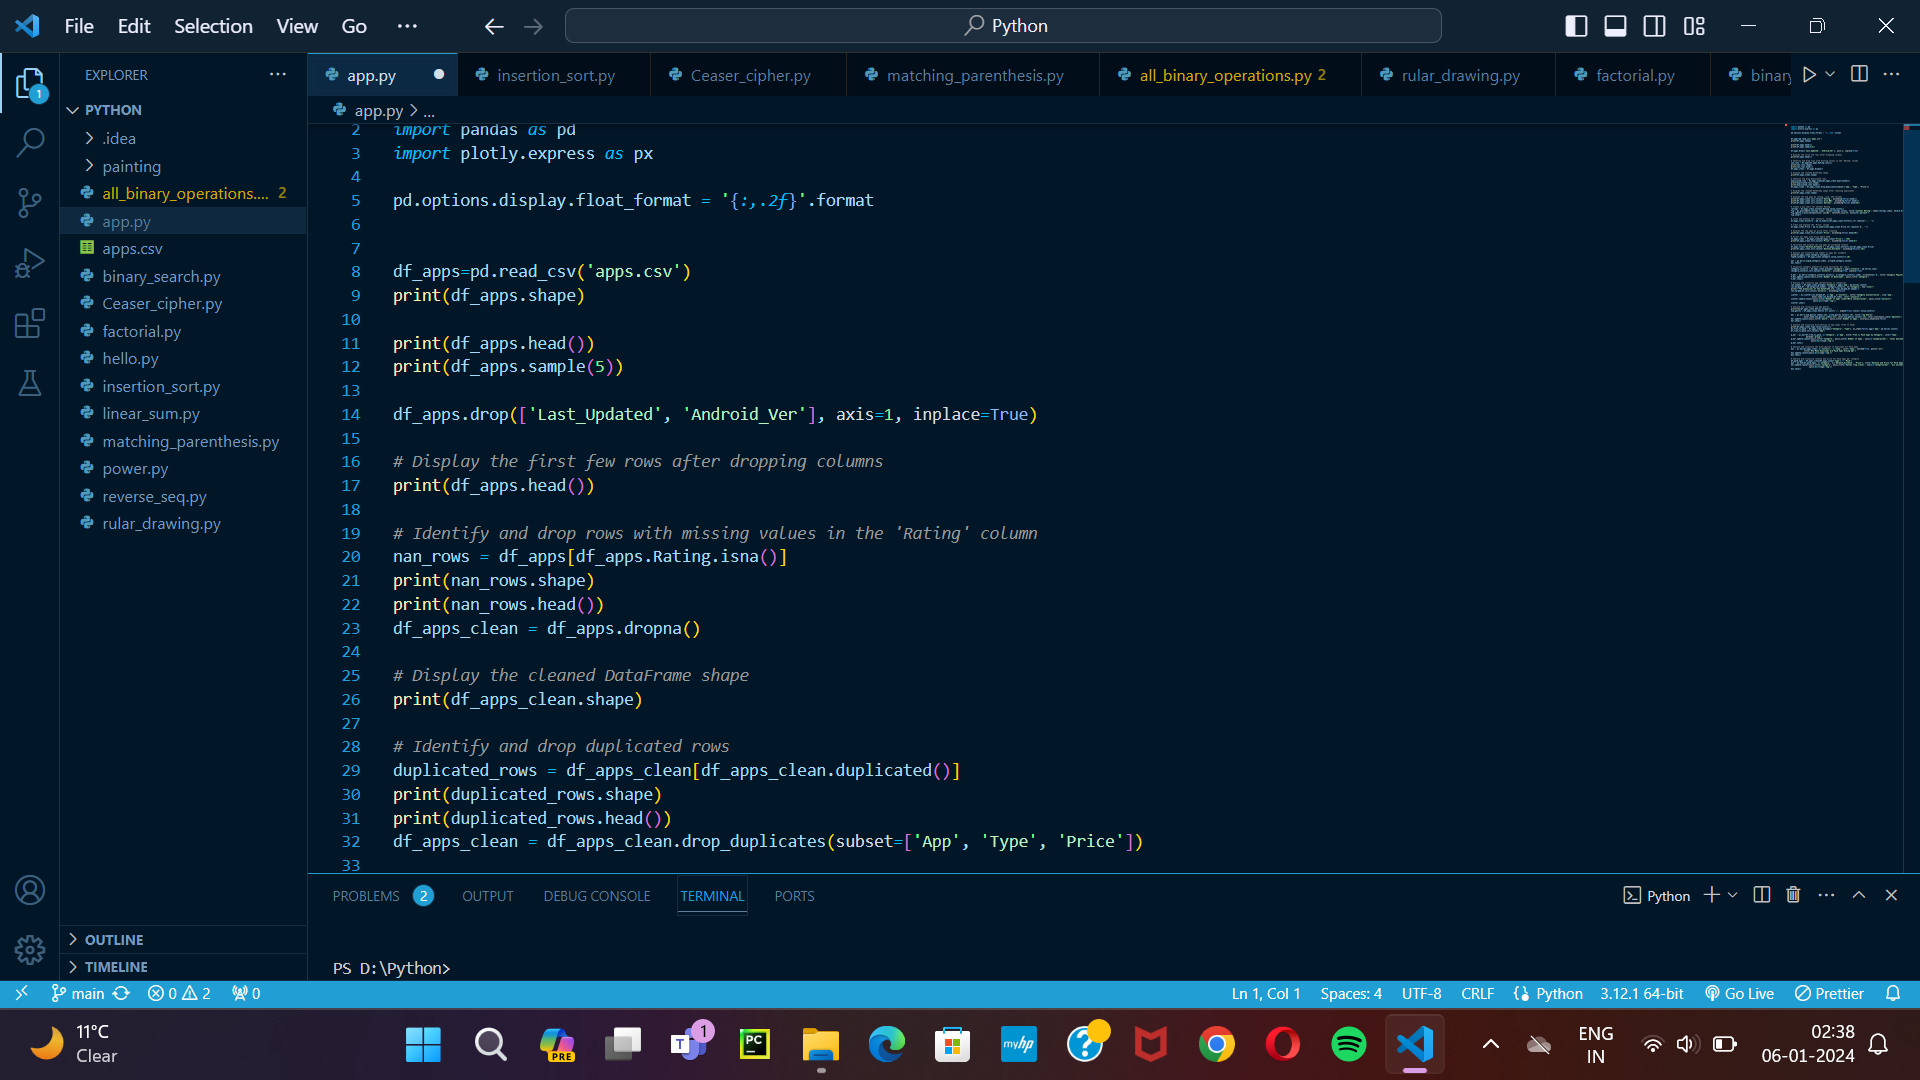 File Edit Selection View Go ... Python
EXPLORER ...
PYTHON
.idea
painting
all_binary_operations.... 2
app.py
apps.csv
binary_search.py
Ceaser_cipher.py
factorial.py
hello.py
insertion_sort.py
linear_sum.py
matching_parenthesis.py
power.py
reverse_seq.py
rular_drawing.py
OUTLINE
TIMELINE
app.py insertion_sort.py Ceaser_cipher.py matching_parenthesis.py all_binary_operations.py 2 rular_drawing.py factorial.py binary
app.py > ...
2 import pandas as pd
3 import plotly.express as px
4
5 pd.options.display.float_format = '{:,.2f}'.format
6
7
8 df_apps=pd.read_csv('apps.csv')
9 print(df_apps.shape)
10
11 print(df_apps.head())
12 print(df_apps.sample(5))
13
14 df_apps.drop(['Last_Updated', 'Android_Ver'], axis=1, inplace=True)
15
16 # Display the first few rows after dropping columns
17 print(df_apps.head())
18
19 # Identify and drop rows with missing values in the 'Rating' column
20 nan_rows = df_apps[df_apps.Rating.isna()]
21 print(nan_rows.shape)
22 print(nan_rows.head())
23 df_apps_clean = df_apps.dropna()
24
25 # Display the cleaned DataFrame shape
26 print(df_apps_clean.shape)
27
28 # Identify and drop duplicated rows
29 duplicated_rows = df_apps_clean[df_apps_clean.duplicated()]
30 print(duplicated_rows.shape)
31 print(duplicated_rows.head())
32 df_apps_clean = df_apps_clean.drop_duplicates(subset=['App', 'Type', 'Price'])
33
PROBLEMS 2 OUTPUT DEBUG CONSOLE TERMINAL PORTS Python
PS D:\Python>
main 0 2 0 Ln 1, Col 1 Spaces: 4 UTF-8 CRLF Python 3.12.1 64-bit Go Live Prettier
11°C
Clear
PRE
T 1
PC
myhp
ENG
IN
02:38
06-01-2024
1